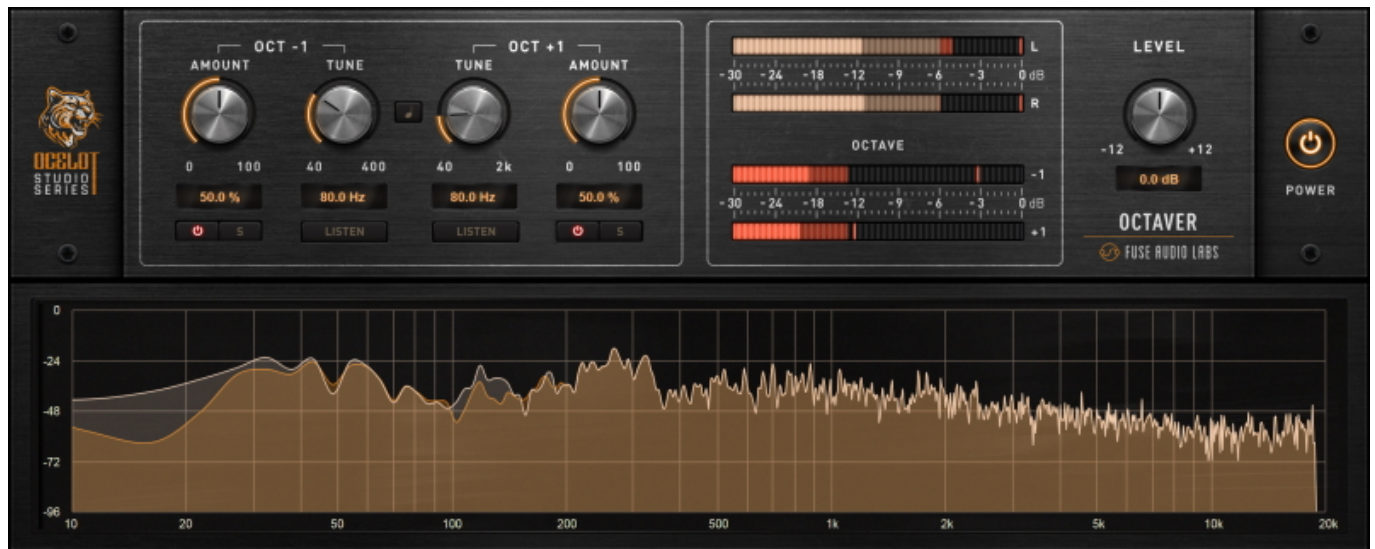 OCELOT
STUDIO
SERIES
OCT -1
OCT +1
AMOUNT
TUNE
TUNE
AMOUNT
0 100
40 400
40 2k
0 100
50.0 %
80.0 Hz
80.0 Hz
50.0 %
S
LISTEN
LISTEN
S
L
-30 -24 -18 -12 -9 -6 -3 0 dB
R
OCTAVE
-1
-30 -24 -18 -12 -9 -6 -3 0 dB
+1
LEVEL
-12 +12
0.0 dB
OCTAVER
FUSE AUDIO LABS
POWER
0
-24
-48
-72
-96
10 20 50 100 200 500 1k 2k 5k 10k 20k